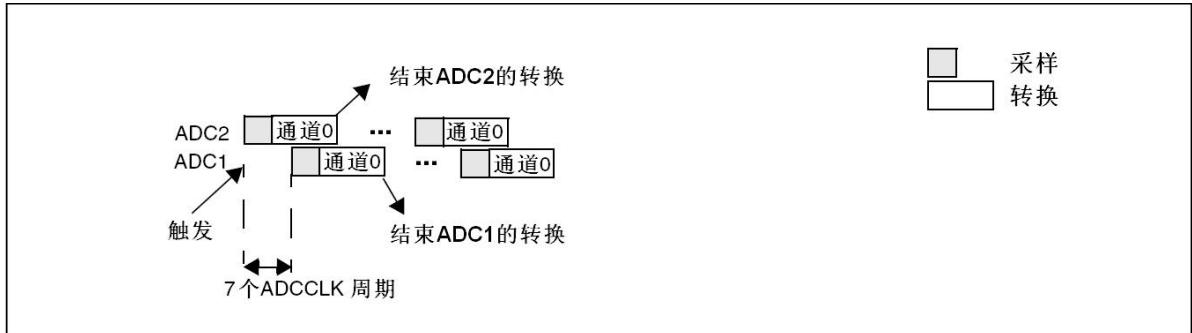 结束ADC2的转换
采样
转换
ADC2 通道0 ··· 通道0
ADC1 通道0 ··· 通道0
触发
结束ADC1的转换
7个ADCCLK 周期